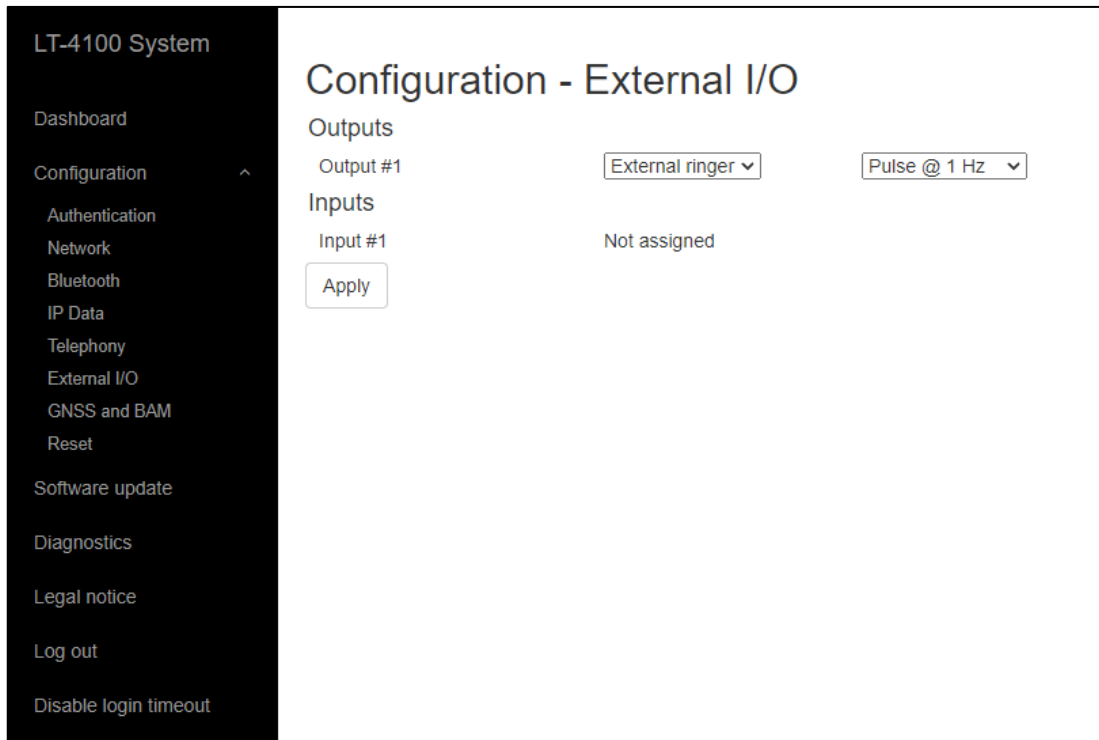 LT-4100 System
Dashboard
Configuration
Authentication
Network
Bluetooth
IP Data
Telephony
External I/O
GNSS and BAM
Reset
Software update
Diagnostics
Legal notice
Log out
Disable login timeout
Configuration - External I/O
Outputs
Output #1 External ringer Pulse @ 1 Hz
Inputs
Input #1 Not assigned
Apply